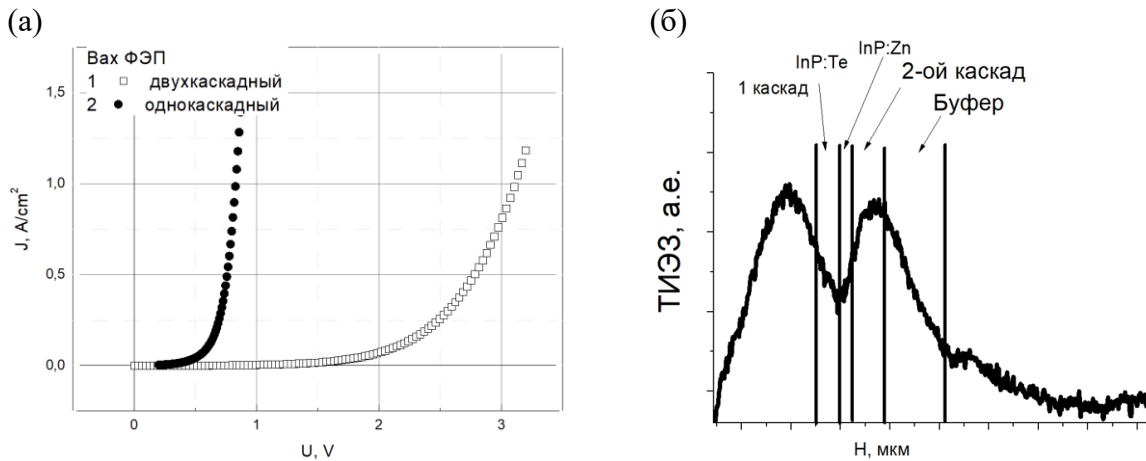 (а)
Вах ФЭП
1 □ двухкаскадный
2 ● однокаскадный
1,5
1,0
0,5
0,0
J, A/cm²
0 1 2 3
U, V
(б)
InP:Zn
InP:Te
2-ой каскад
1 каскад
Буфер
ТИЭЗ, а.е.
Н, мкм